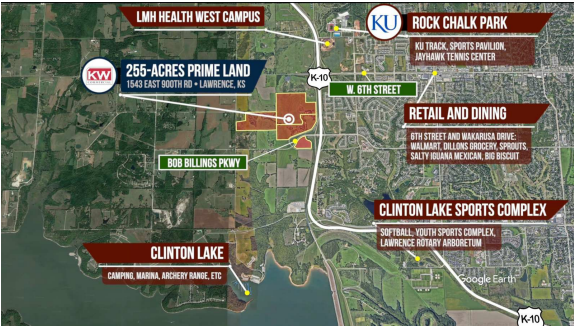 LMH HEALTH WEST CAMPUS
KU
ROCK CHALK PARK
KU TRACK, SPORTS PAVILION,
JAYHAWK TENNIS CENTER
K-10
KW
255-ACRES PRIME LAND
1543 EAST 900TH RD • LAWRENCE, KS
W. 6TH STREET
RETAIL AND DINING
6TH STREET AND WAKARUSA DRIVE:
WALMART, DILLONS GROCERY, SPROUTS,
SALTY IGUANA MEXICAN, BIG BISCUIT
BOB BILLINGS PKWY
CLINTON LAKE SPORTS COMPLEX
SOFTBALL, YOUTH SPORTS COMPLEX,
LAWRENCE ROTARY ARBORETUM
CLINTON LAKE
CAMPING, MARINA, ARCHERY RANGE, ETC
Google Earth
K-10